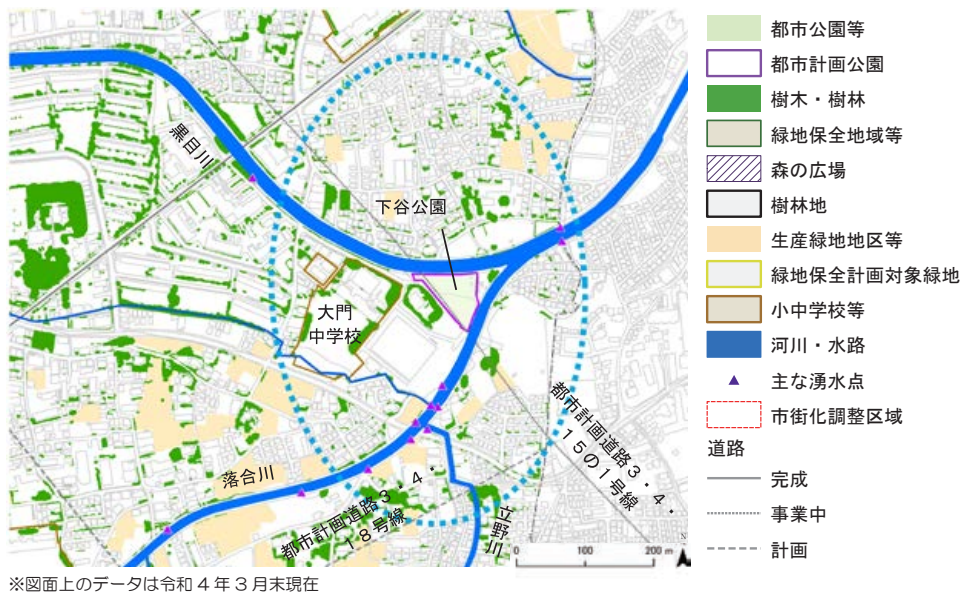 黒目川
下谷公園
大門
中学校
落合川
都市計画道路3・4・
18号線
立野川
都市計画道路3・4・
15の1号線
0 100 200 m
N
都市公園等
都市計画公園
樹木・樹林
緑地保全地域等
森の広場
樹林地
生産緑地地区等
緑地保全計画対象緑地
小中学校等
河川・水路
主な湧水点
市街化調整区域
道路
完成
事業中
計画
※図面上のデータは令和4年3月末現在